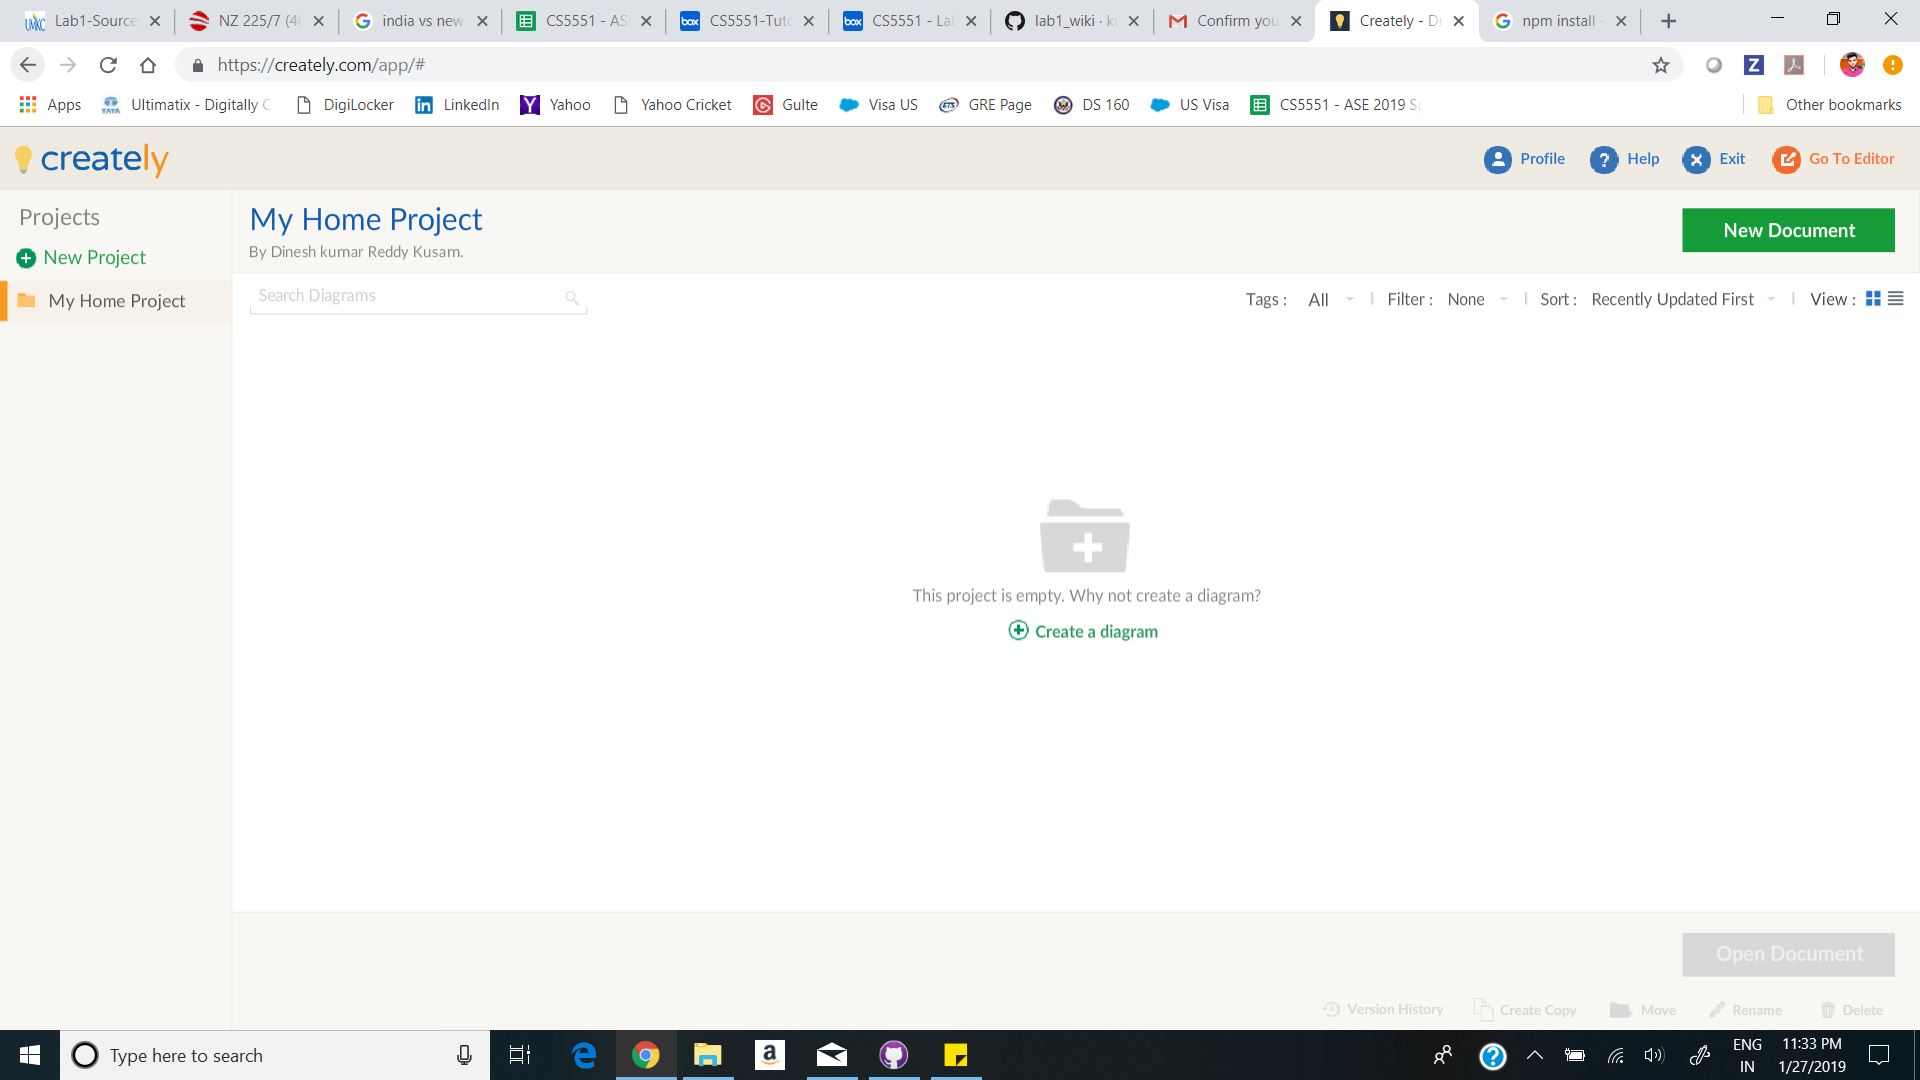 Lab1-Source
NZ 225/7 (46
india vs new
CS5551 - AS
CS5551-Tuto
CS5551 - La
lab1_wiki · k
Confirm you
Creately - D
npm install -
https://creately.com/app/#
Apps
Ultimatix - Digitally C
DigiLocker
LinkedIn
Yahoo
Yahoo Cricket
Gulte
Visa US
GRE Page
DS 160
US Visa
CS5551 - ASE 2019 S
Other bookmarks
creately
Profile
Help
Exit
Go To Editor
Projects
New Project
My Home Project
My Home Project
By Dinesh kumar Reddy Kusam.
New Document
Search Diagrams
Tags : All
Filter : None
Sort : Recently Updated First
View :
This project is empty. Why not create a diagram?
Create a diagram
Open Document
Version History
Create Copy
Move
Rename
Delete
Type here to search
ENG
IN
11:33 PM
1/27/2019